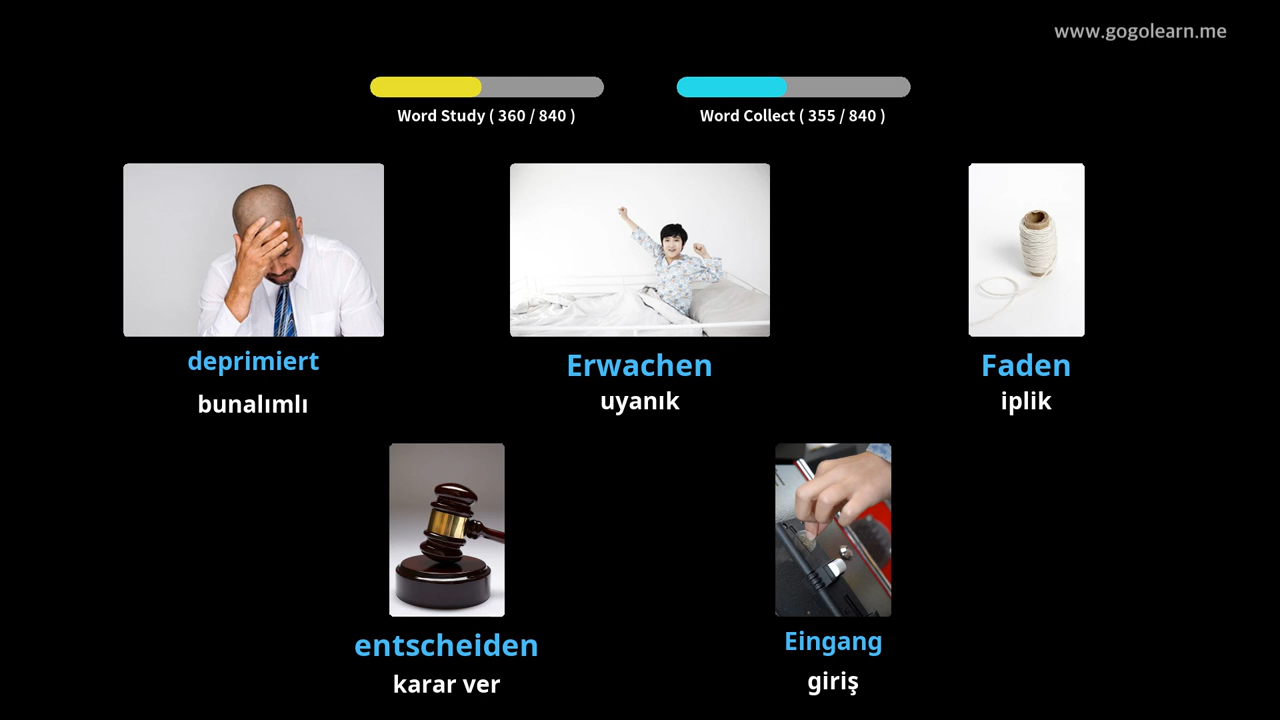 www.gogolearn.me
Word Study ( 360 / 840 )
Word Collect ( 355 / 840 )
deprimiert
bunalımlı
Erwachen
uyanık
Faden
iplik
entscheiden
karar ver
Eingang
giriş